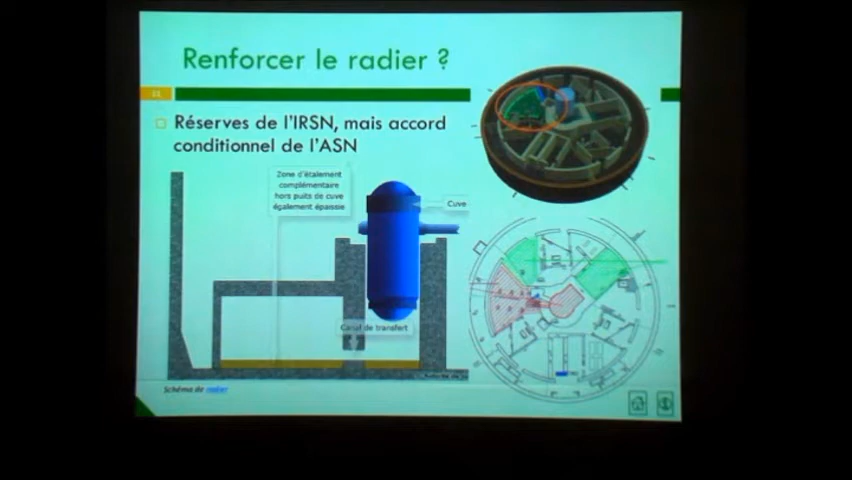 Renforcer le radier ?
Réserves de l'IRSN, mais accord
conditionnel de l'ASN
Zone d'étalement
complémentaire
hors puits de cuve
également épaissie
Cuve
Canal de transfert
Schéma de radier